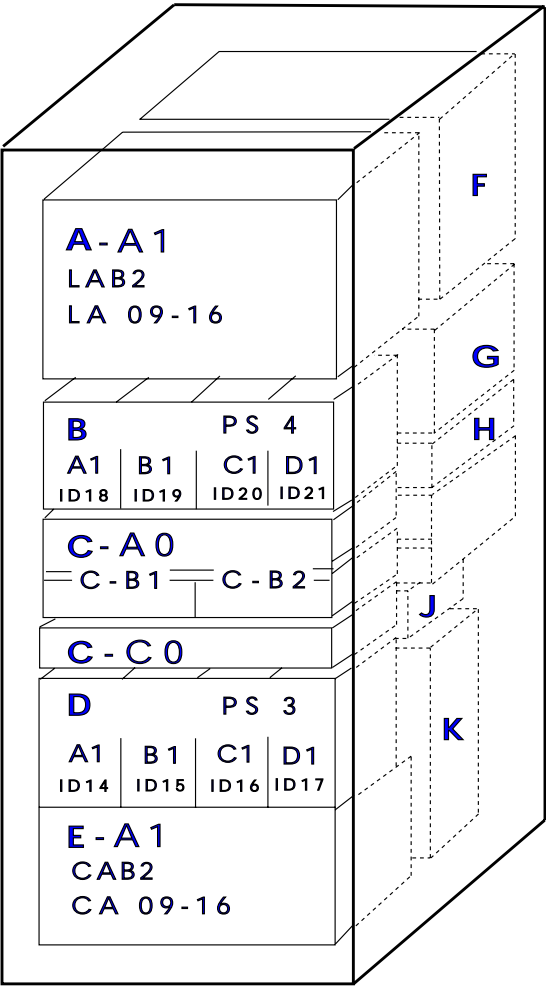 F
A-A1
LAB2
LA 09-16
G
B PS 4
H
A1 B1 C1 D1
ID18 ID19 ID20 ID21
C-A0
C-B1 C-B2
J
C-C0
D PS 3
K
A1 B1 C1 D1
ID14 ID15 ID16 ID17
E-A1
CAB2
CA 09-16